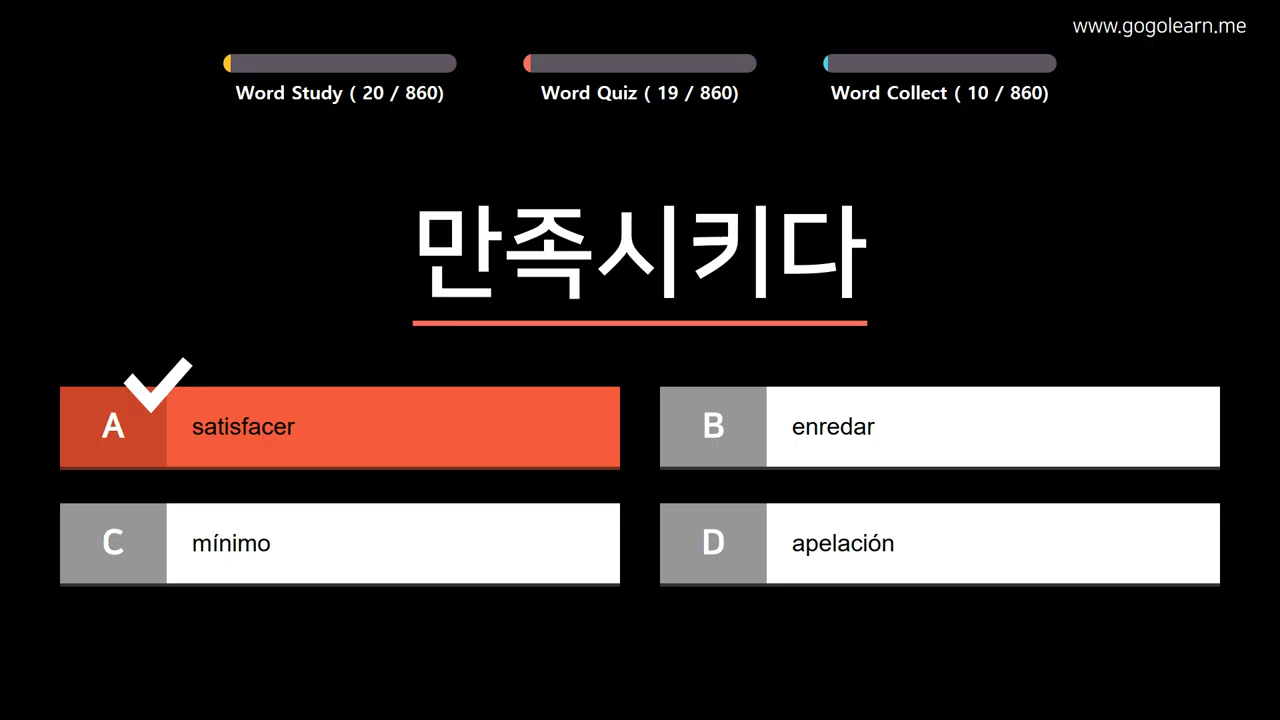 www.gogolearn.me
Word Study ( 20 / 860)
Word Quiz ( 19 / 860)
Word Collect ( 10 / 860)
만족시키다
A satisfacer
B enredar
C mínimo
D apelación